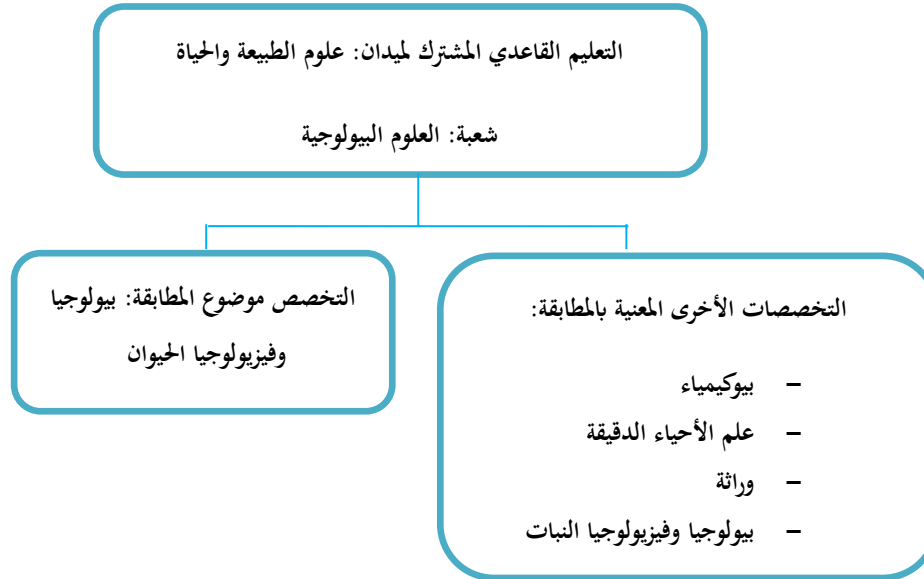 التعليم القاعدي المشترك لميدان: علوم الطبيعة والحياة
شعبة: العلوم البيولوجية
التخصص موضوع المطابقة: بيولوجيا
وفيزيولوجيا الحيوان
التخصصات الأخرى المعنية بالمطابقة:
– بيوكيمياء
– علم الأحياء الدقيقة
– وراثة
– بيولوجيا وفيزيولوجيا النبات